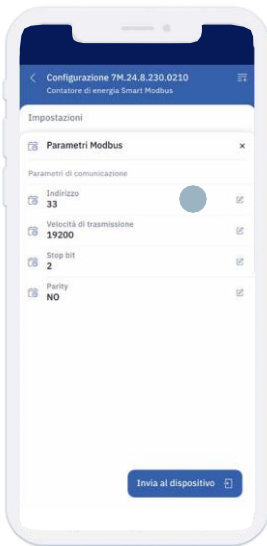 Configurazione 7M.24.8.230.0210
Contatore di energia Smart Modbus
Impostazioni
Parametri Modbus
Parametri di comunicazione
Indirizzo
33
Velocità di trasmissione
19200
Stop bit
2
Parity
NO
Invia al dispositivo